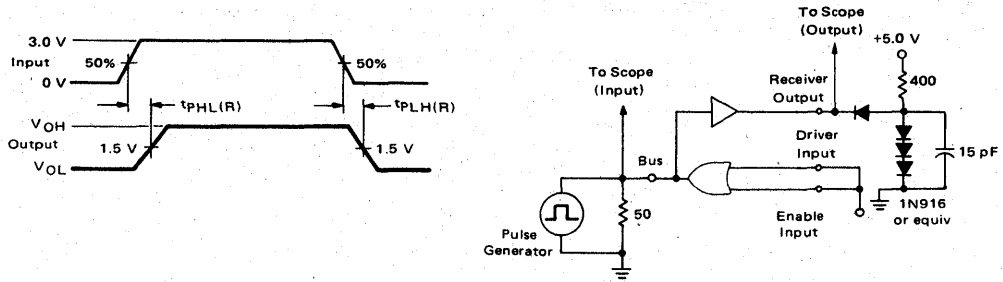 3.0 V
Input
50%
50%
0 V
tPHL(R)
tPLH(R)
VOH
Output
1.5 V
1.5 V
VOL
To Scope
(Output)
+5.0 V
To Scope
(Input)
Receiver
Output
400
Driver
Input
15 pF
Bus
50
1N916
or equiv
Enable
Input
Pulse
Generator